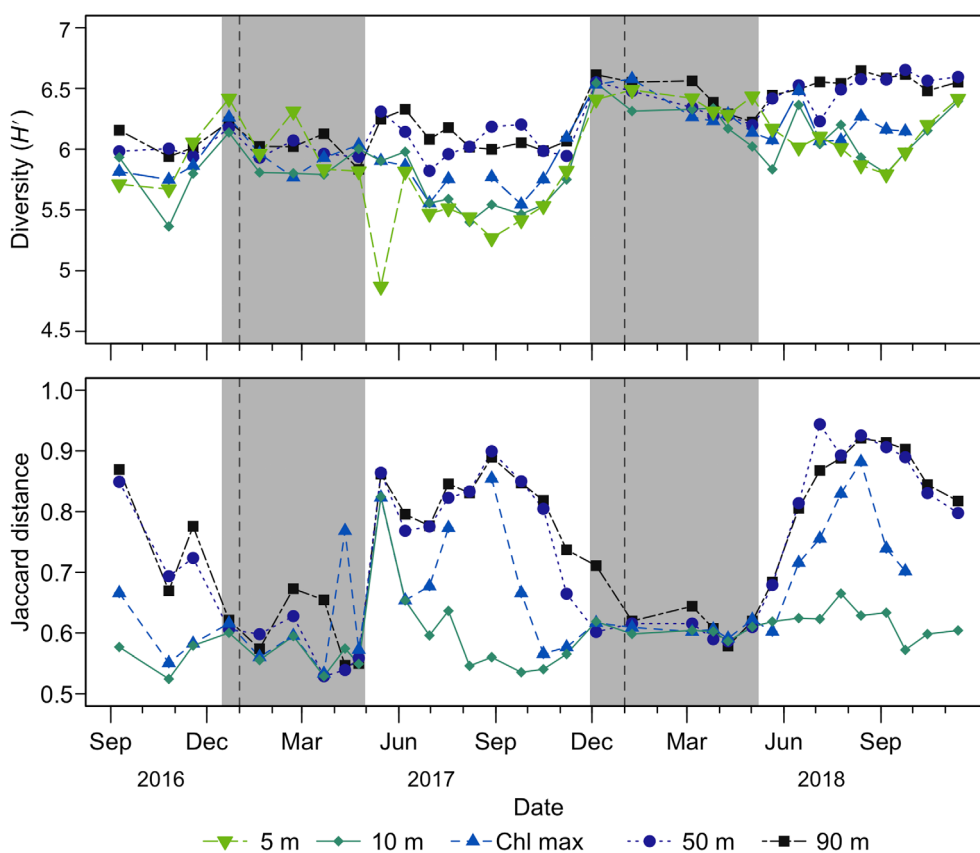 Diversity (H′)
7
6.5
6
5.5
5
4.5
Jaccard distance
1.0
0.9
0.8
0.7
0.6
0.5
Sep Dec Mar Jun Sep Dec Mar Jun Sep
2016 2017 2018
Date
5 m 10 m Chl max 50 m 90 m